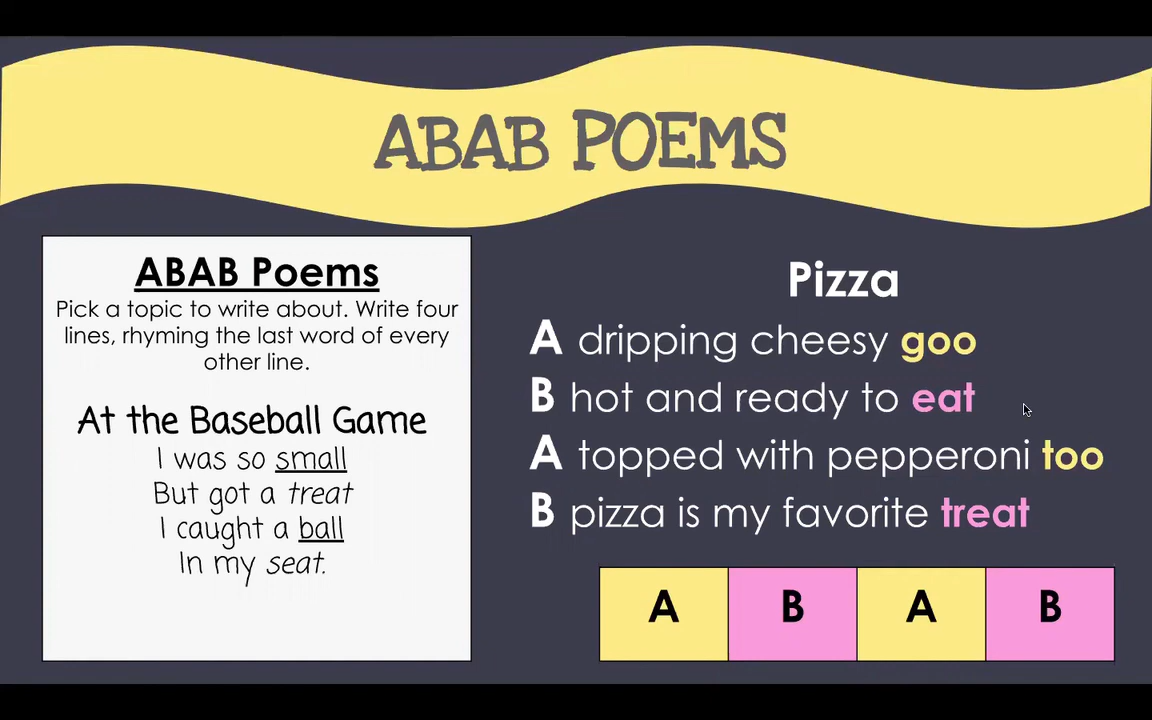 ABAB POEMS
ABAB Poems
Pick a topic to write about. Write four
lines, rhyming the last word of every
other line.
At the Baseball Game
I was so small
But got a treat
I caught a ball
In my seat.
Pizza
A dripping cheesy goo
B hot and ready to eat
A topped with pepperoni too
B pizza is my favorite treat
A B A B